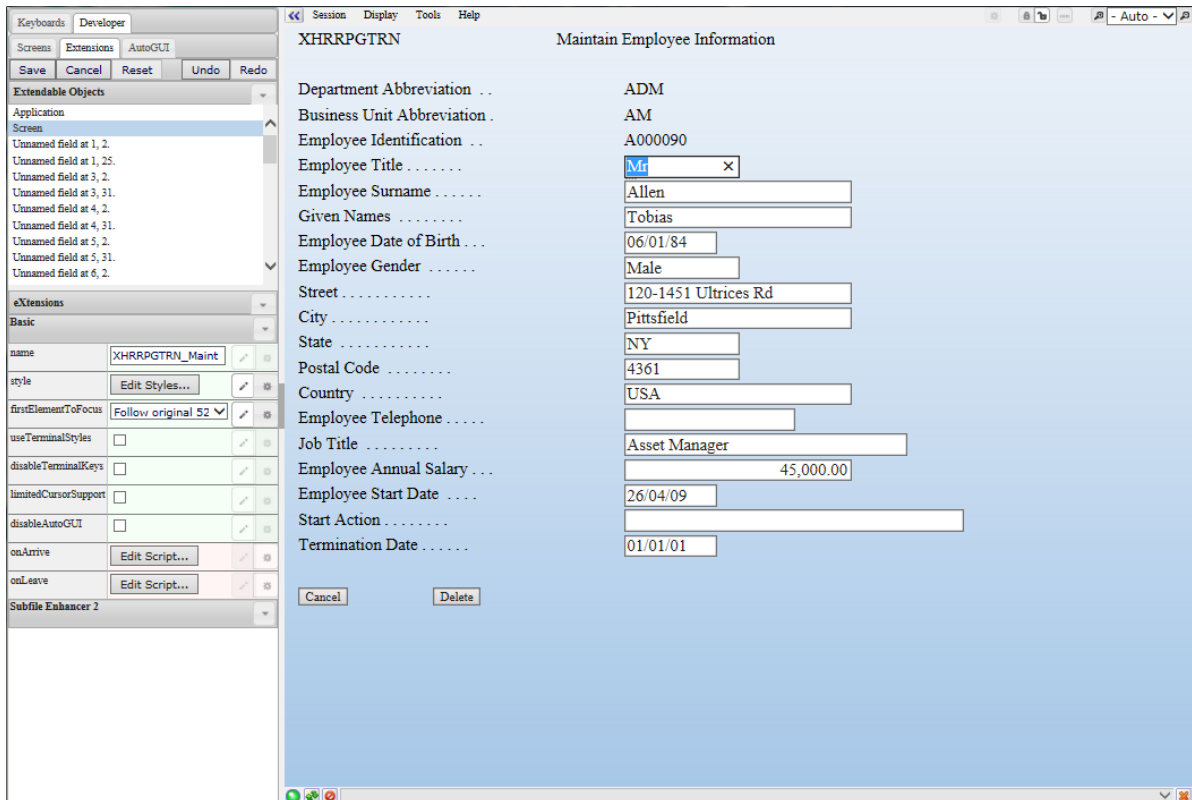 Keyboards Developer
Screens Extensions AutoGUI
Save Cancel Reset Undo Redo
Extendable Objects
Application
Screen
Unnamed field at 1, 2.
Unnamed field at 1, 25.
Unnamed field at 3, 2.
Unnamed field at 3, 31.
Unnamed field at 4, 2.
Unnamed field at 4, 31.
Unnamed field at 5, 2.
Unnamed field at 5, 31.
Unnamed field at 6, 2.
eXtensions
Basic
name XHRRPGTRN_Maint
style Edit Styles...
firstElementToFocus Follow original 52
useTerminalStyles
disableTerminalKeys
limitedCursorSupport
disableAutoGUI
onArrive Edit Script...
onLeave Edit Script...
Subfile Enhancer 2
Session Display Tools Help - Auto -
XHRRPGTRN Maintain Employee Information
Department Abbreviation . . ADM
Business Unit Abbreviation . AM
Employee Identification . . A000090
Employee Title . . . . . . . Mr
Employee Surname . . . . . . Allen
Given Names . . . . . . . . Tobias
Employee Date of Birth . . . 06/01/84
Employee Gender . . . . . . Male
Street . . . . . . . . . . . 120-1451 Ultrices Rd
City . . . . . . . . . . . . Pittsfield
State . . . . . . . . . . . NY
Postal Code . . . . . . . . 4361
Country . . . . . . . . . . USA
Employee Telephone . . . . .
Job Title . . . . . . . . . Asset Manager
Employee Annual Salary . . . 45,000.00
Employee Start Date . . . . 26/04/09
Start Action . . . . . . . .
Termination Date . . . . . . 01/01/01
Cancel Delete